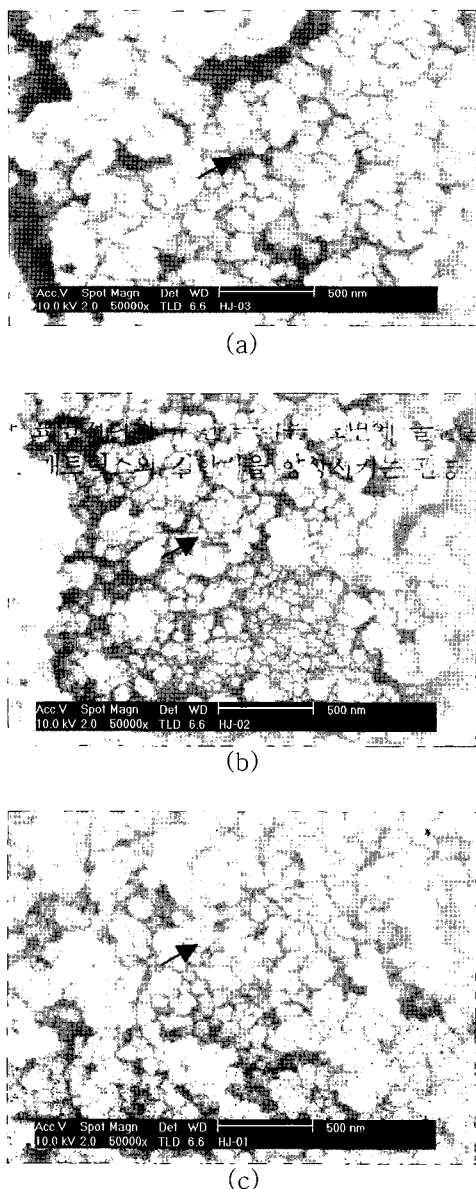 Acc.V Spot Magn Det WD 500 nm
10.0 kV 2.0 50000x TLD 6.6 HJ-03
(a)
Acc.V Spot Magn Det WD 500 nm
10.0 kV 2.0 50000x TLD 6.6 HJ-02
(b)
Acc.V Spot Magn Det WD 500 nm
10.0 kV 2.0 50000x TLD 6.6 HJ-01
(c)